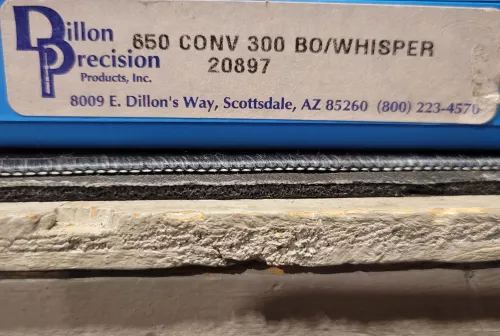 Dillon
Precision
Products, Inc.
650 CONV 300 BO/WHISPER
20897
8009 E. Dillon's Way, Scottsdale, AZ 85260 (800) 223-4570